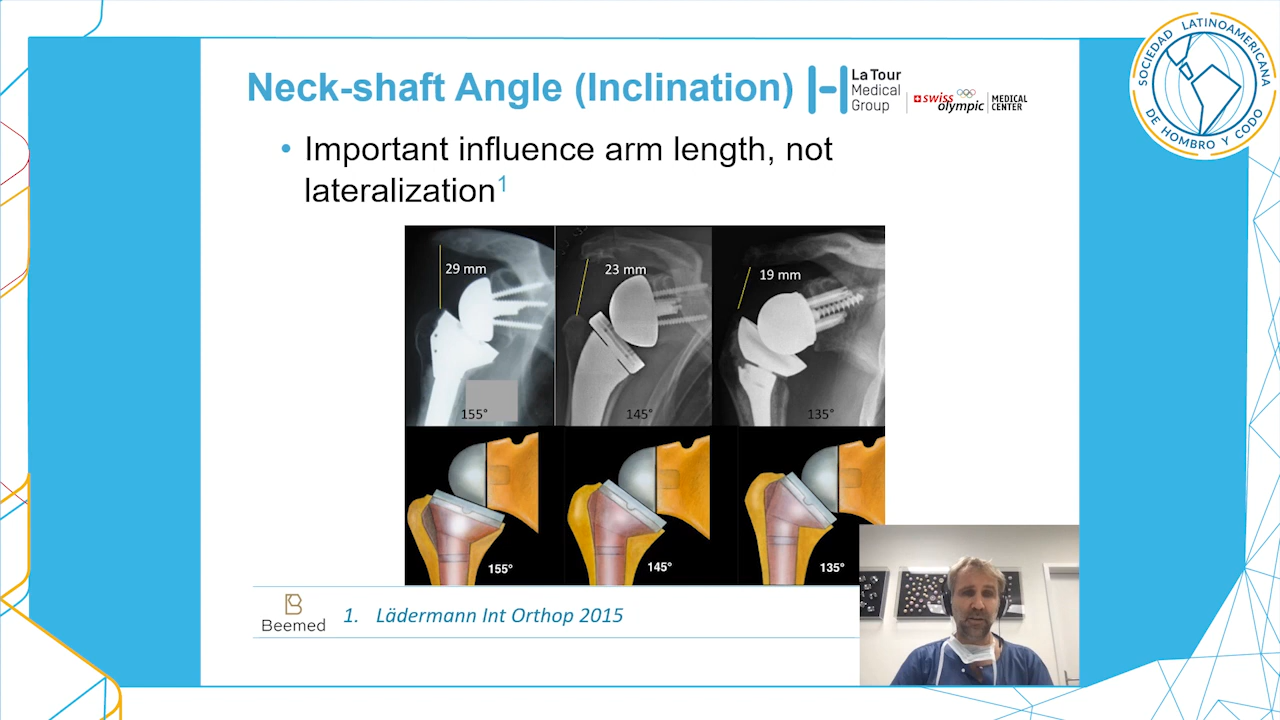 Neck-shaft Angle (Inclination)
La Tour
Medical
Group
swiss
olympic
MEDICAL
CENTER
SOCIEDAD LATINOAMERICANA
DE HOMBRO Y CODO
• Important influence arm length, not
lateralization1
29 mm
23 mm
19 mm
155°
145°
135°
155°
145°
135°
Beemed
1. Lädermann Int Orthop 2015